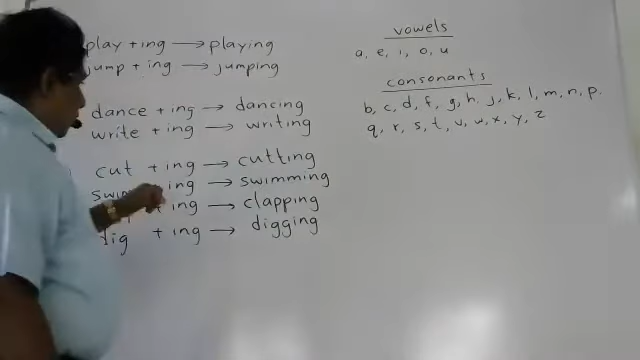 play + ing → playing
jump + ing → jumping
dance + ing → dancing
write + ing → writing
cut + ing → cutting
swim + ing → swimming
+ ing → clapping
dig + ing → digging
vowels
a, e, i, o, u
consonants
b, c, d, f, g, h, j, k, l, m, n, p.
q, r, s, t, v, w, x, y, z